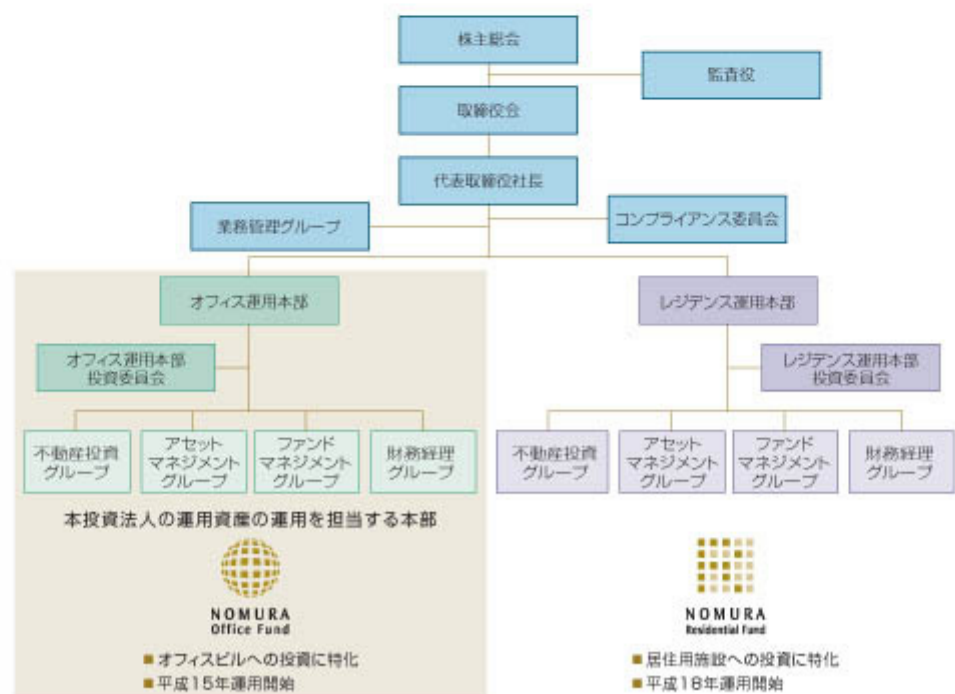 株主総会
監査役
取締役会
代表取締役社長
業務管理グループ
コンプライアンス委員会
オフィス運用本部
レジデンス運用本部
オフィス運用本部
投資委員会
レジデンス運用本部
投資委員会
不動産投資
グループ
アセット
マネジメント
グループ
ファンド
マネジメント
グループ
財務経理
グループ
不動産投資
グループ
アセット
マネジメント
グループ
ファンド
マネジメント
グループ
財務経理
グループ
本投資法人の運用資産の運用を担当する本部
NOMURA
Office Fund
NOMURA
Residential Fund
■オフィスビルへの投資に特化
■平成15年運用開始
■居住用施設への投資に特化
■平成18年運用開始